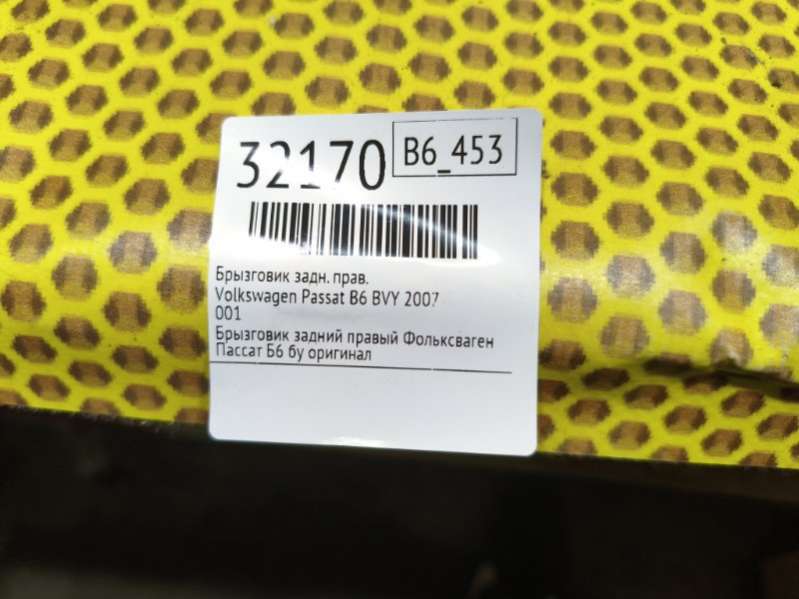 32170
B6_453
Брызговик задн. прав.
Volkswagen Passat B6 BVY 2007
001
Брызговик задний правый Фольксваген
Пассат Б6 бу оригинал